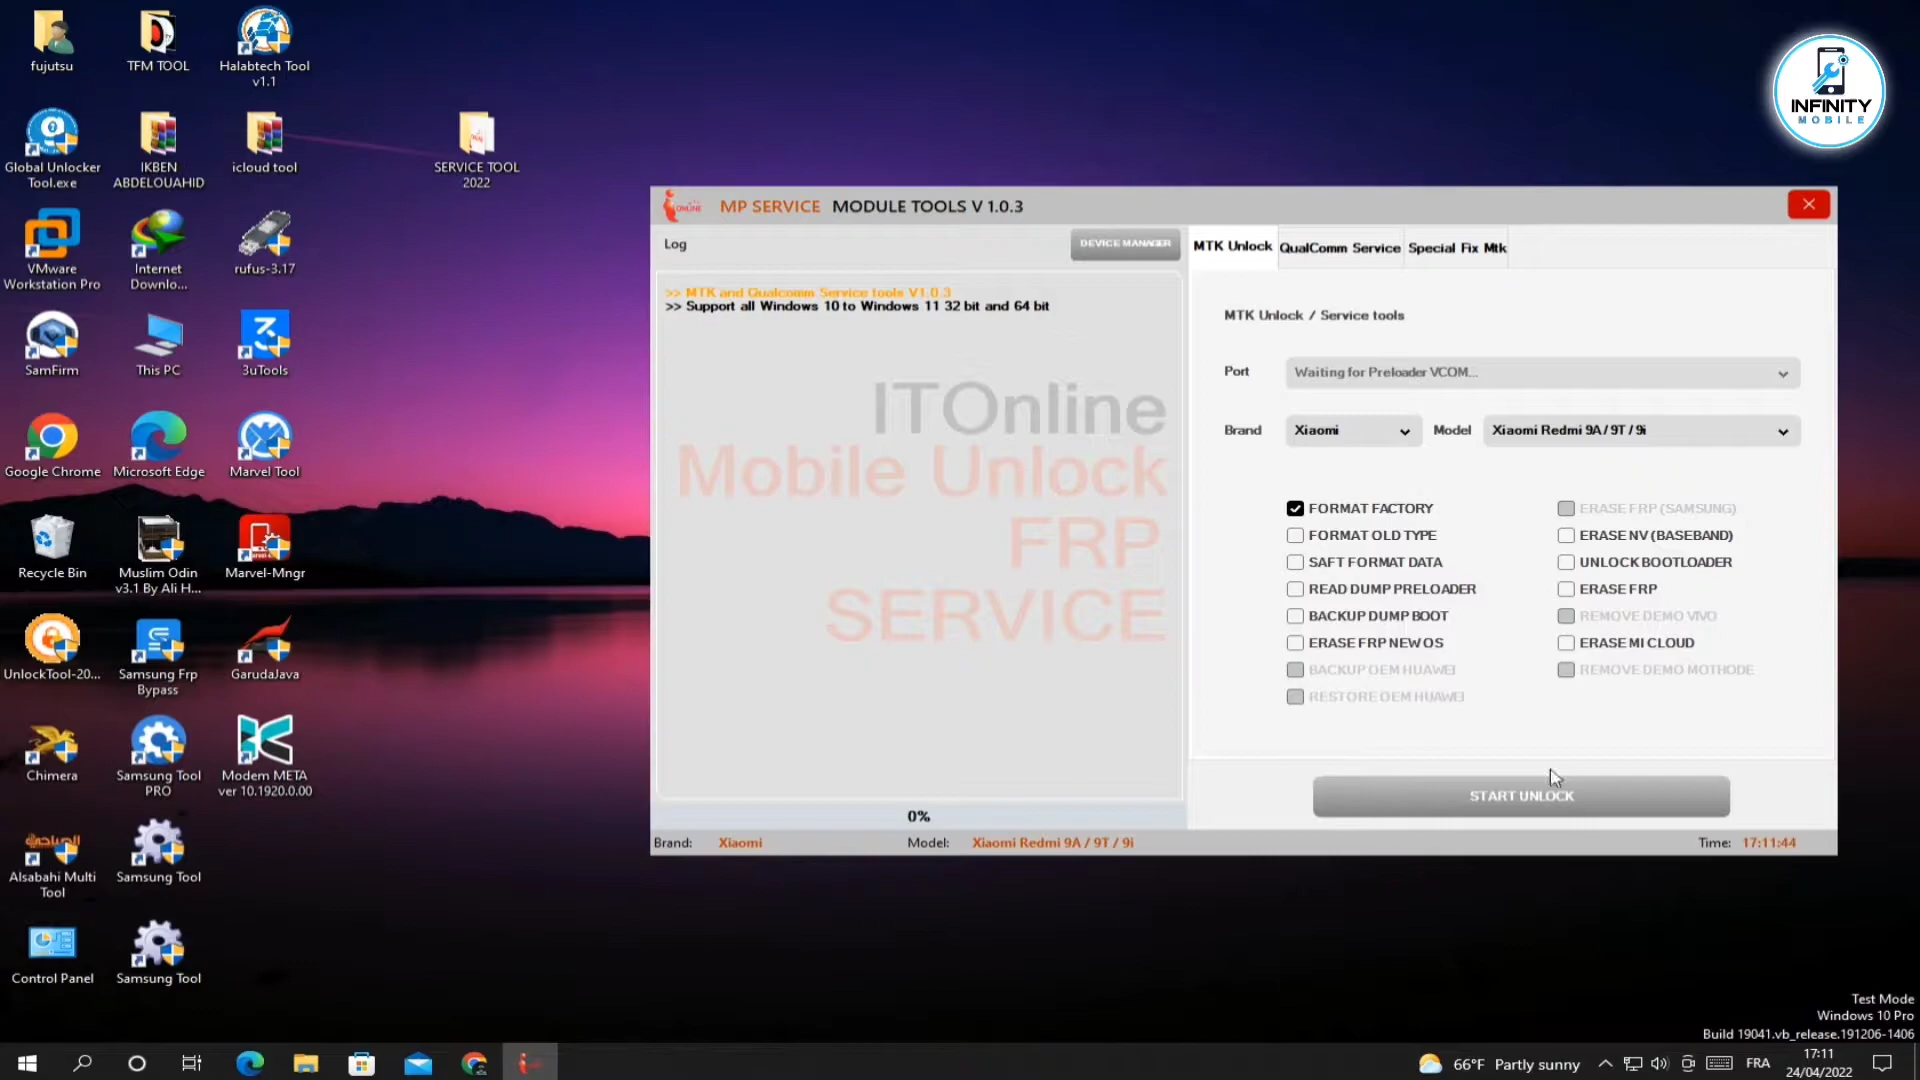 fujutsu
TFM TOOL
Halabtech Tool
v1.1
INFINITY
MOBILE
Global Unlocker
Tool.exe
IKBEN
ABDELOUAHID
icloud tool
SERVICE TOOL
2022
VMware
Workstation Pro
Internet
Downlo...
rufus-3.17
SamFirm
This PC
3uTools
Google Chrome
Microsoft Edge
Marvel Tool
Recycle Bin
Muslim Odin
v3.1 By Ali H...
Marvel-Mngr
UnlockTool-20...
Samsung Frp
Bypass
GarudaJava
Chimera
Samsung Tool
PRO
Modem META
ver 10.1920.0.00
Alsabahi Multi
Tool
Samsung Tool
Control Panel
Samsung Tool
ONLINE
MP SERVICE MODULE TOOLS V 1.0.3
Log
DEVICE MANAGER
MTK Unlock
QualComm Service
Special Fix Mtk
>> MTK and Qualcomm Service tools V1.0.3
>> Support all Windows 10 to Windows 11 32 bit and 64 bit
ITOnline
Mobile Unlock
FRP
SERVICE
MTK Unlock / Service tools
Port
Waiting for Preloader VCOM...
Brand
Xiaomi
Model
Xiaomi Redmi 9A / 9T / 9i
FORMAT FACTORY
ERASE FRP (SAMSUNG)
FORMAT OLD TYPE
ERASE NV (BASEBAND)
SAFT FORMAT DATA
UNLOCK BOOTLOADER
READ DUMP PRELOADER
ERASE FRP
BACKUP DUMP BOOT
REMOVE DEMO VIVO
ERASE FRP NEW OS
ERASE MI CLOUD
BACKUP OEM HUAWEI
REMOVE DEMO MOTHODE
RESTORE OEM HUAWEI
START UNLOCK
0%
Brand: Xiaomi
Model: Xiaomi Redmi 9A / 9T / 9i
Time: 17:11:44
Test Mode
Windows 10 Pro
Build 19041.vb_release.191206-1406
66°F Partly sunny
FRA
17:11
24/04/2022